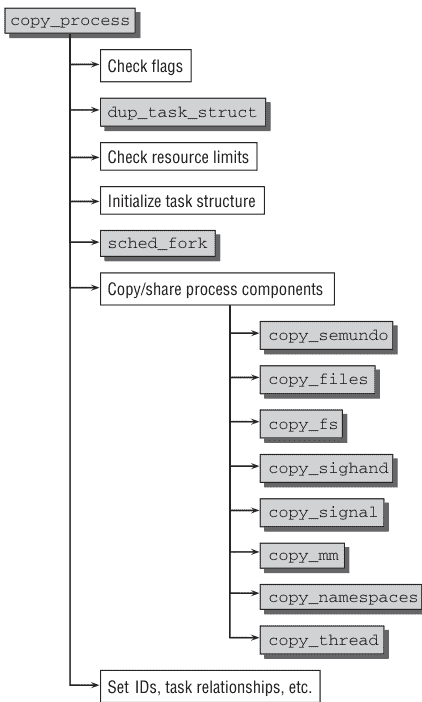 copy_process
Check flags
dup_task_struct
Check resource limits
Initialize task structure
sched_fork
Copy/share process components
copy_semundo
copy_files
copy_fs
copy_sighand
copy_signal
copy_mm
copy_namespaces
copy_thread
Set IDs, task relationships, etc.